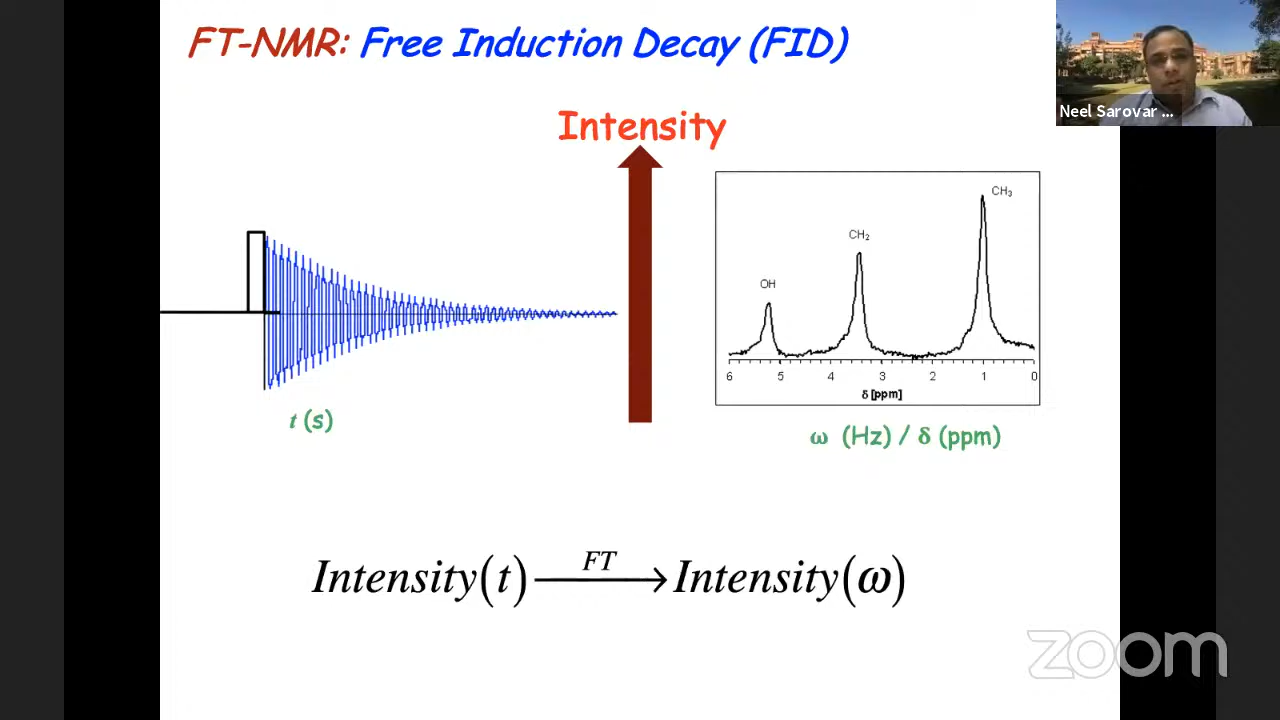 FT-NMR: Free Induction Decay (FID)
Neel Sarovar ...
Intensity
CH₃
CH₂
OH
6 5 4 3 2 1 0
δ [ppm]
t (s)
ω (Hz) / δ (ppm)
Intensity(t) FT → Intensity(ω)
zoom